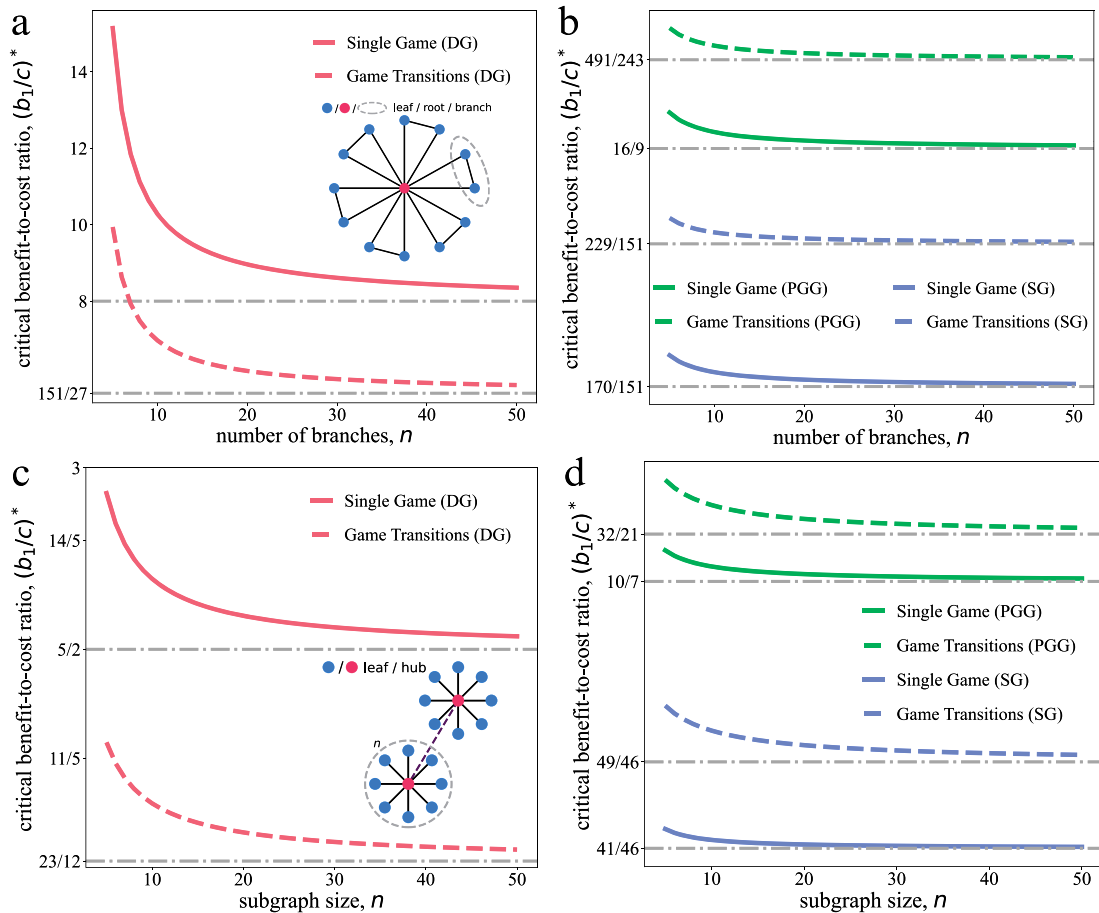 a
critical benefit-to-cost ratio, (b₁/c)*
14
12
10
8
151/27
Single Game (DG)
Game Transitions (DG)
/ / leaf / root / branch
10 20 30 40 50
number of branches, n
b
critical benefit-to-cost ratio, (b₁/c)*
491/243
16/9
229/151
170/151
Single Game (PGG) Single Game (SG)
Game Transitions (PGG) Game Transitions (SG)
10 20 30 40 50
number of branches, n
c
critical benefit-to-cost ratio, (b₁/c)*
3
14/5
5/2
11/5
23/12
Single Game (DG)
Game Transitions (DG)
/ leaf / hub
n
10 20 30 40 50
subgraph size, n
d
critical benefit-to-cost ratio, (b₁/c)*
32/21
10/7
49/46
41/46
Single Game (PGG)
Game Transitions (PGG)
Single Game (SG)
Game Transitions (SG)
10 20 30 40 50
subgraph size, n